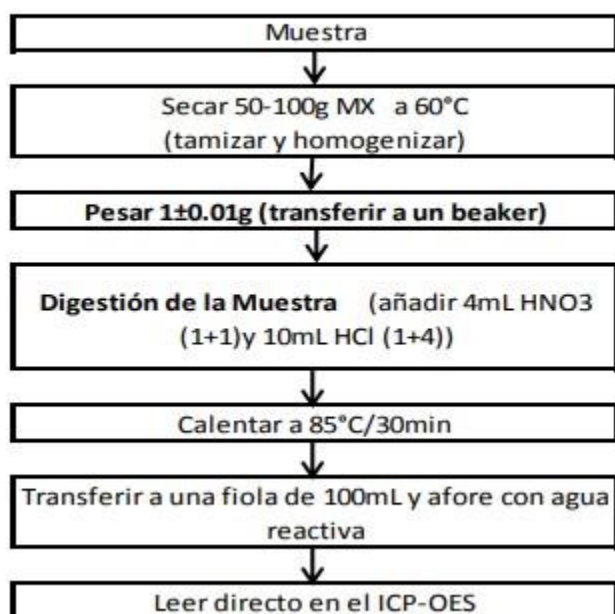 Muestra
Secar 50-100g MX a 60°C
(tamizar y homogenizar)
Pesar 1±0.01g (transferir a un beaker)
Digestión de la Muestra (añadir 4mL HNO3
(1+1)y 10mL HCl (1+4))
Calentar a 85°C/30min
Transferir a una fiola de 100mL y afore con agua
reactiva
Leer directo en el ICP-OES